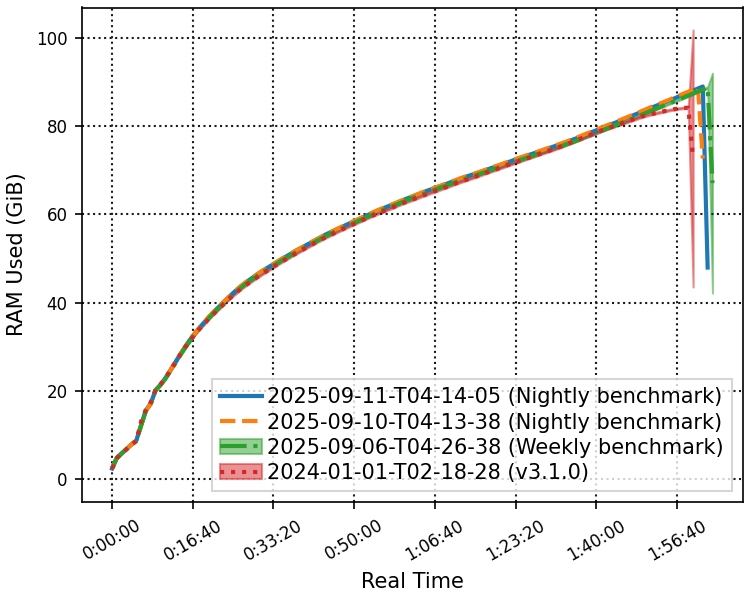 100
80
60
40
20
0
RAM Used (GiB)
2025-09-11-T04-14-05 (Nightly benchmark)
2025-09-10-T04-13-38 (Nightly benchmark)
2025-09-06-T04-26-38 (Weekly benchmark)
2024-01-01-T02-18-28 (v3.1.0)
0:00:00
0:16:40
0:33:20
0:50:00
1:06:40
1:23:20
1:40:00
1:56:40
Real Time